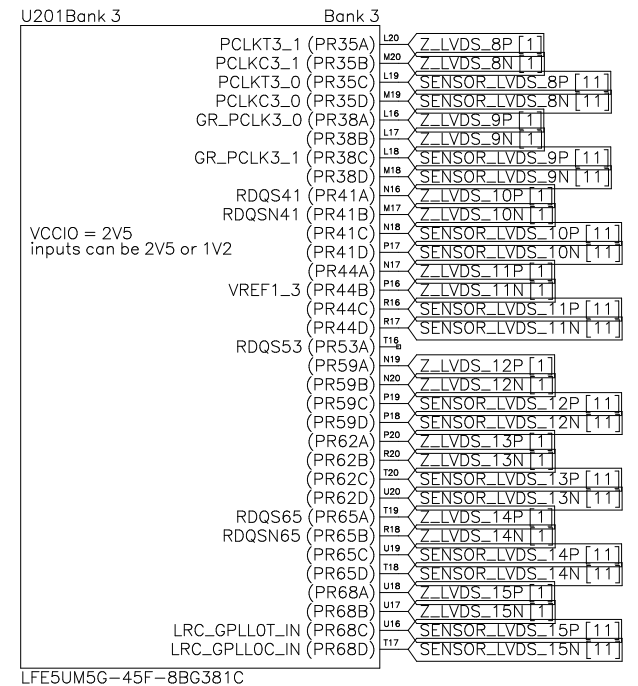 U201Bank 3 Bank 3
PCLKT3_1 (PR35A) L20 Z_LVDS_8P [1]
PCLKC3_1 (PR35B) M20 Z_LVDS_8N [1]
PCLKT3_0 (PR35C) L19 SENSOR_LVDS_8P [11]
PCLKC3_0 (PR35D) M19 SENSOR_LVDS_8N [11]
GR_PCLK3_0 (PR38A) L16 Z_LVDS_9P [1]
(PR38B) L17 Z_LVDS_9N [1]
GR_PCLK3_1 (PR38C) L18 SENSOR_LVDS_9P [11]
(PR38D) M18 SENSOR_LVDS_9N [11]
RDQS41 (PR41A) N16 Z_LVDS_10P [1]
RDQSN41 (PR41B) M17 Z_LVDS_10N [1]
VCCIO = 2V5 (PR41C) N18 SENSOR_LVDS_10P [11]
inputs can be 2V5 or 1V2 (PR41D) P17 SENSOR_LVDS_10N [11]
(PR44A) N17 Z_LVDS_11P [1]
VREF1_3 (PR44B) P16 Z_LVDS_11N [1]
(PR44C) R16 SENSOR_LVDS_11P [11]
(PR44D) R17 SENSOR_LVDS_11N [11]
RDQS53 (PR53A) T16
(PR59A) N19 Z_LVDS_12P [1]
(PR59B) N20 Z_LVDS_12N [1]
(PR59C) P19 SENSOR_LVDS_12P [11]
(PR59D) P18 SENSOR_LVDS_12N [11]
(PR62A) P20 Z_LVDS_13P [1]
(PR62B) R20 Z_LVDS_13N [1]
(PR62C) T20 SENSOR_LVDS_13P [11]
(PR62D) U20 SENSOR_LVDS_13N [11]
RDQS65 (PR65A) T19 Z_LVDS_14P [1]
RDQSN65 (PR65B) R18 Z_LVDS_14N [1]
(PR65C) U19 SENSOR_LVDS_14P [11]
(PR65D) T18 SENSOR_LVDS_14N [11]
(PR68A) U18 Z_LVDS_15P [1]
(PR68B) U17 Z_LVDS_15N [1]
LRC_GPLL0T_IN (PR68C) U16 SENSOR_LVDS_15P [11]
LRC_GPLL0C_IN (PR68D) T17 SENSOR_LVDS_15N [11]
LFE5UM5G-45F-8BG381C